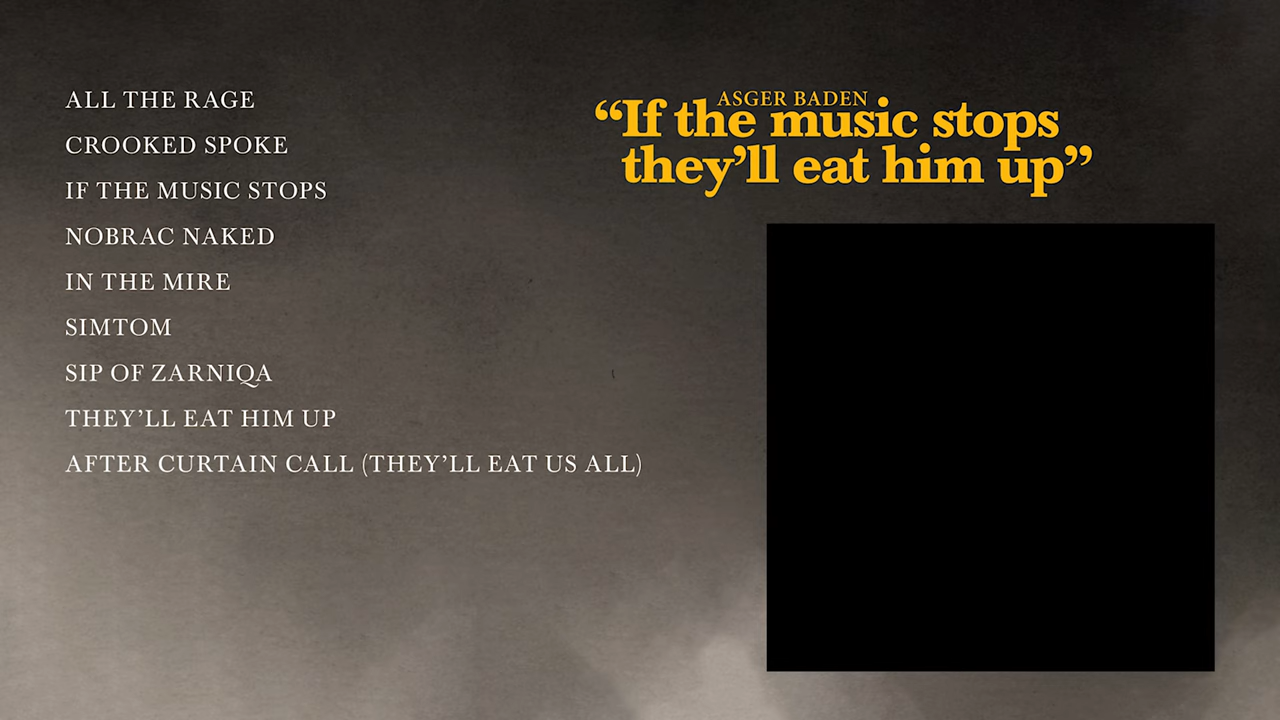 ALL THE RAGE
CROOKED SPOKE
IF THE MUSIC STOPS
NOBRAC NAKED
IN THE MIRE
SIMTOM
SIP OF ZARNIQA
THEY’LL EAT HIM UP
AFTER CURTAIN CALL (THEY’LL EAT US ALL)
ASGER BADEN
“If the music stops
they’ll eat him up”